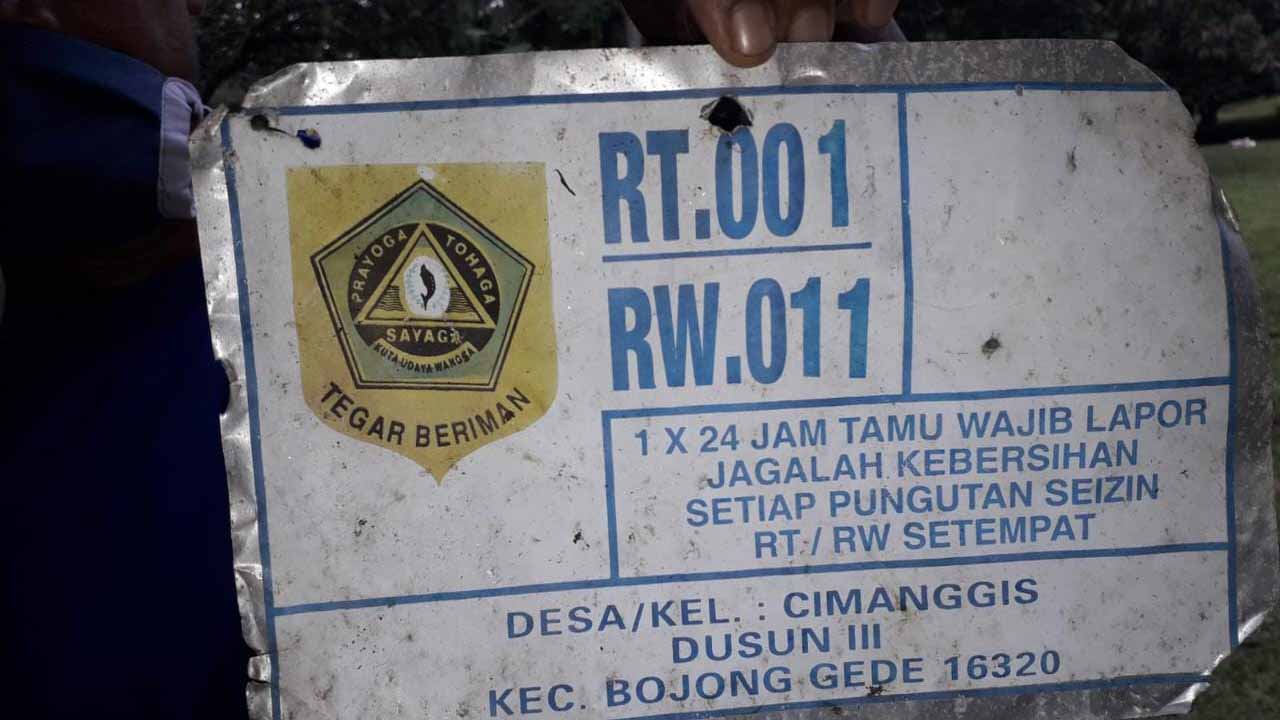 PRAYOGA TOHAGA
SAYAGA
KUTA UDAYA WANGSA
TEGAR BERIMAN
RT.001
RW.011
1 X 24 JAM TAMU WAJIB LAPOR
JAGALAH KEBERSIHAN
SETIAP PUNGUTAN SEIZIN
RT / RW SETEMPAT
DESA/KEL. : CIMANGGIS
DUSUN III
KEC. BOJONG GEDE 16320